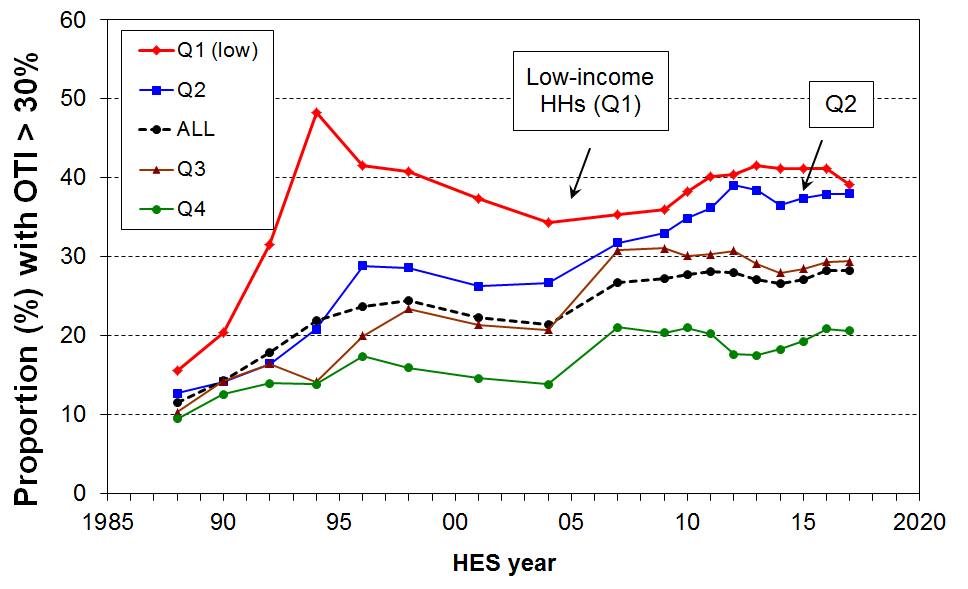 Proportion (%) with OTI > 30%
60
50
40
30
20
10
0
Q1 (low)
Q2
ALL
Q3
Q4
Low-income
HHs (Q1)
Q2
1985
90
95
00
05
10
15
2020
HES year